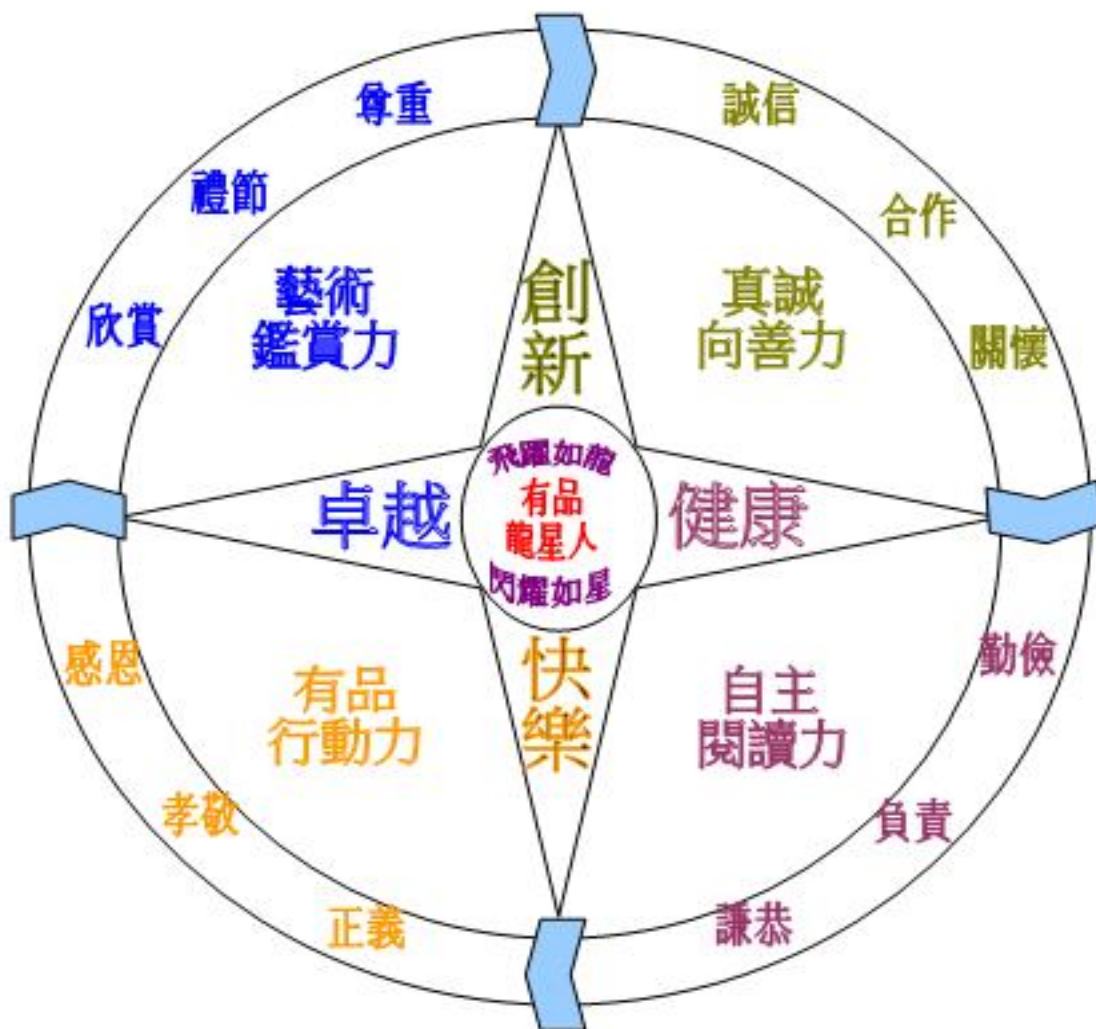 尊重
誠信
禮節
合作
欣賞
關懷
藝術
鑑賞力
創
新
真誠
向善力
卓越
飛躍如龍
有品
龍星人
閃耀如星
健康
感恩
有品
行動力
快
樂
自主
閱讀力
勤儉
孝敬
負責
正義
謙恭